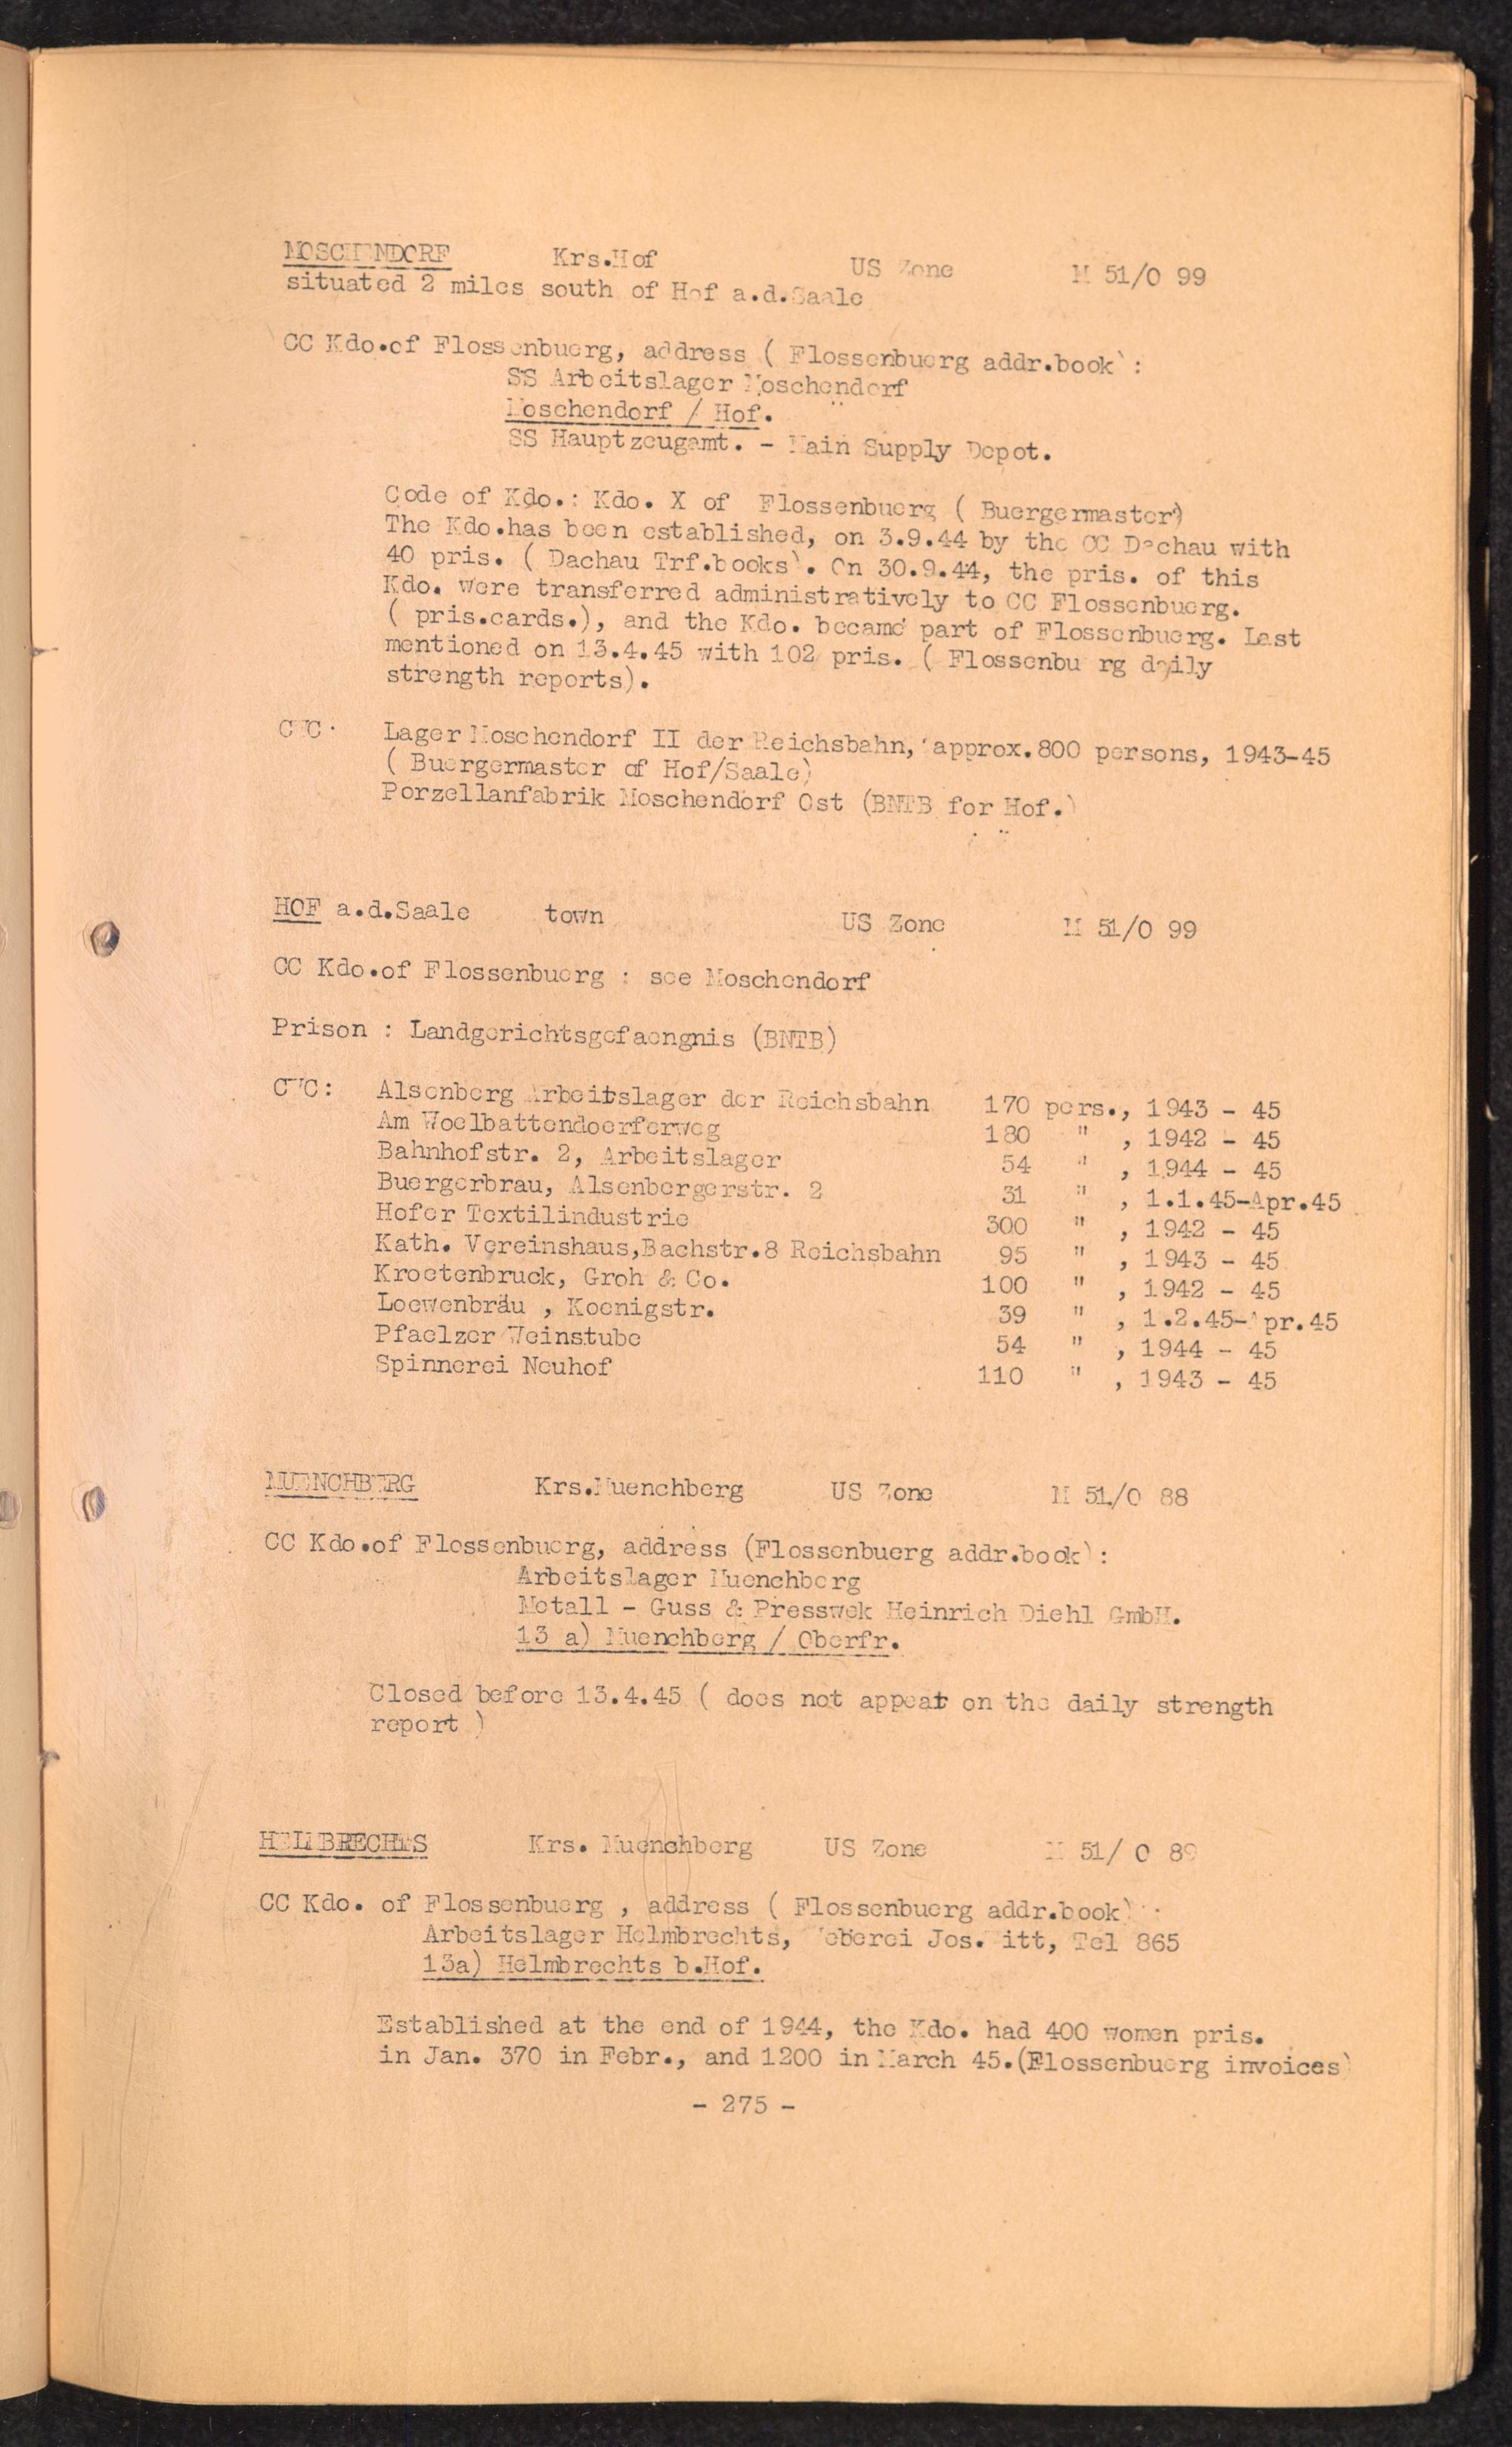 MOSCHENDORF Krs.Hof US Zone M 51/O 99
situated 2 miles south of Hof a.d.Saale
CC Kdo.of Flossenbuerg, address ( Flossenbuerg addr.book):
SS Arbeitslager Moschendorf
Moschendorf / Hof.
SS Hauptzeugamt. - Main Supply Depot.
Code of Kdo.: Kdo. X of Flossenbuerg ( Buergermaster)
The Kdo.has been established, on 3.9.44 by the CC Dachau with
40 pris. ( Dachau Trf.books). On 30.9.44, the pris. of this
Kdo. were transferred administratively to CC Flossenbuerg.
( pris.cards.), and the Kdo. became part of Flossenbuerg. Last
mentioned on 13.4.45 with 102 pris. ( Flossenbu rg daily
strength reports).
CWC: Lager Moschendorf II der Reichsbahn, approx.800 persons, 1943-45
( Buergermaster of Hof/Saale)
Porzellanfabrik Moschendorf Ost (BNTB for Hof.)
HOF a.d.Saale town US Zone M 51/O 99
CC Kdo.of Flossenbuerg : see Moschendorf
Prison : Landgerichtsgefaengnis (BNTB)
CWC: Alsenberg Arbeitslager der Reichsbahn 170 pers., 1943 - 45
Am Woelbattendoerferweg 180 " , 1942 - 45
Bahnhofstr. 2, Arbeitslager 54 " , 1944 - 45
Buergerbrau, Alsenbergerstr. 2 31 " , 1.1.45-Apr.45
Hofer Textilindustrie 300 " , 1942 - 45
Kath. Vereinshaus,Bachstr.8 Reichsbahn 95 " , 1943 - 45
Kroetenbruck, Groh & Co. 100 " , 1942 - 45
Loewenbräu , Koenigstr. 39 " , 1.2.45-Apr.45
Pfaelzer Weinstube 54 " , 1944 - 45
Spinnerei Neuhof 110 " , 1943 - 45
MUENCHBERG Krs.Muenchberg US Zone M 51/O 88
CC Kdo.of Flossenbuerg, address (Flossenbuerg addr.book):
Arbeitslager Muenchberg
Metall - Guss & Presswek Heinrich Diehl GmbH.
13 a) Muenchberg / Oberfr.
Closed before 13.4.45 ( does not appear on the daily strength
report )
HELMBRECHTS Krs. Muenchberg US Zone M 51/ O 89
CC Kdo. of Flossenbuerg , address ( Flossenbuerg addr.book) :
Arbeitslager Helmbrechts, Weberei Jos. Witt, Tel 865
13a) Helmbrechts b.Hof.
Established at the end of 1944, the Kdo. had 400 women pris.
in Jan. 370 in Febr., and 1200 in March 45.(Flossenbuerg invoices)
- 275 -